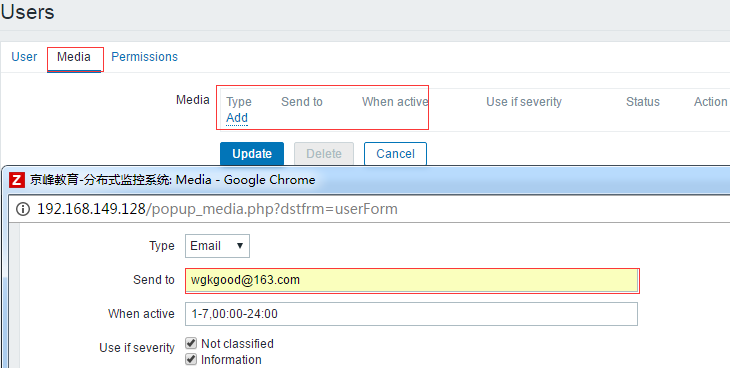 Users
User Media Permissions
Media Type Send to When active Use if severity Status Action
Add
Update Delete Cancel
Z 京峰教育-分布式监控系统: Media - Google Chrome
192.168.149.128/popup_media.php?dstfrm=userForm
Type Email
Send to wgkgood@163.com
When active 1-7,00:00-24:00
Use if severity Not classified
Information